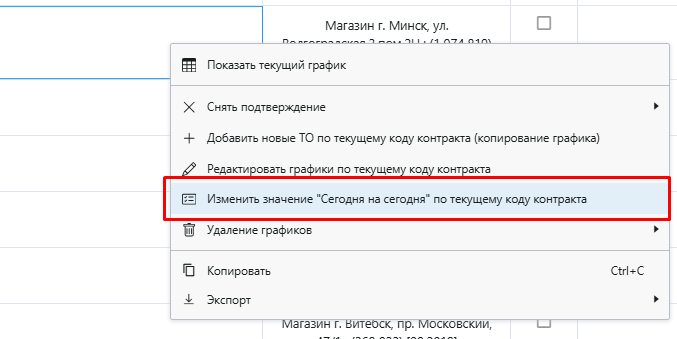 Магазин г. Минск, ул.
Показать текущий график
Снять подтверждение
Добавить новые ТО по текущему коду контракта (копирование графика)
Редактировать графики по текущему коду контракта
Изменить значение "Сегодня на сегодня" по текущему коду контракта
Удаление графиков
Копировать Ctrl+C
Экспорт
Магазин г. Витебск, пр. Московский,